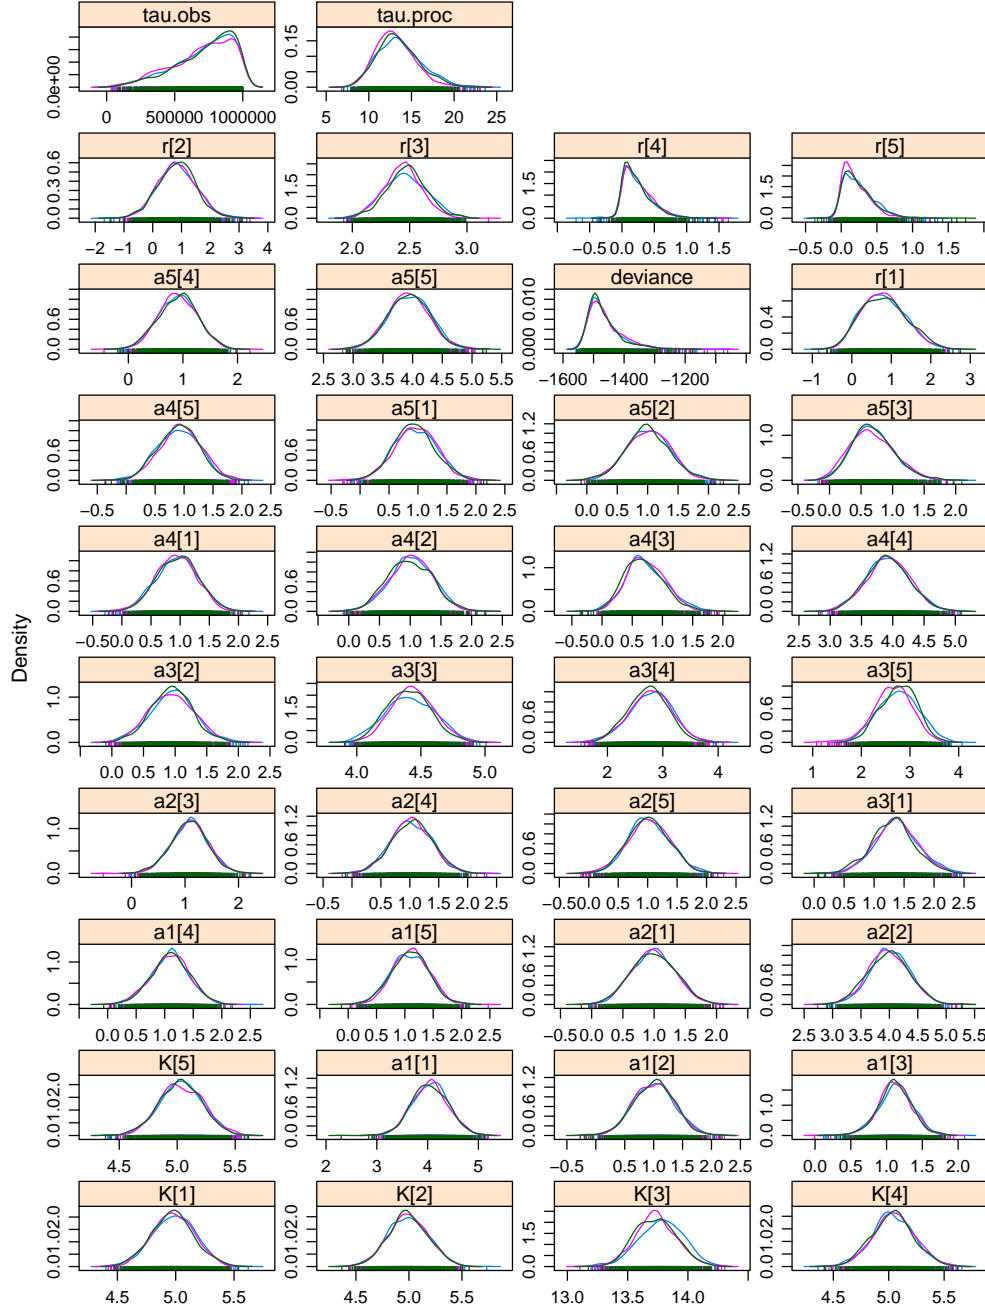 tau.obs tau.proc
0.0e+00 0.00 0.15
0 500000 1000000 5 10 15 20 25
r[2] r[3] r[4] r[5]
0.0 0.3 0.6 0.0 1.5 0.0 1.5 0.0 1.5
−2 −1 0 1 2 3 4 2.0 2.5 3.0 −0.5 0.0 0.5 1.0 1.5 −0.5 0.0 0.5 1.0 1.5
a5[4] a5[5] deviance r[1]
0.0 0.6 0.0 0.6 0.000 0.010 0.0 0.4
0 1 2 2.5 3.0 3.5 4.0 4.5 5.0 5.5 −1600 −1400 −1200 −1 0 1 2 3
a4[5] a5[1] a5[2] a5[3]
0.0 0.6 0.0 0.6 0.0 0.6 1.2 0.0 1.0
−0.5 0.5 1.0 1.5 2.0 2.5 −0.5 0.5 1.0 1.5 2.0 2.5 0.0 0.5 1.0 1.5 2.0 2.5 −0.5 0.0 0.5 1.0 1.5 2.0
a4[1] a4[2] a4[3] a4[4]
0.0 0.6 0.0 0.6 0.0 1.0 0.0 0.6 1.2
−0.5 0.0 0.5 1.0 1.5 2.0 2.5 0.0 0.5 1.0 1.5 2.0 2.5 −0.5 0.0 0.5 1.0 1.5 2.0 2.5 3.0 3.5 4.0 4.5 5.0
Density
a3[2] a3[3] a3[4] a3[5]
0.0 1.0 0.0 1.5 0.0 0.6 0.0 0.6
0.0 0.5 1.0 1.5 2.0 2.5 4.0 4.5 5.0 2 3 4 1 2 3 4
a2[3] a2[4] a2[5] a3[1]
0.0 1.0 0.0 0.6 1.2 0.0 0.6 0.0 0.6 1.2
0 1 2 −0.5 0.5 1.0 1.5 2.0 2.5 −0.5 0.0 0.5 1.0 1.5 2.0 2.5 0.0 0.5 1.0 1.5 2.0 2.5
a1[4] a1[5] a2[1] a2[2]
0.0 1.0 0.0 1.0 0.0 0.6 1.2 0.0 0.6
0.0 0.5 1.0 1.5 2.0 2.5 0.0 0.5 1.0 1.5 2.0 2.5 −0.5 0.0 0.5 1.0 1.5 2.0 2.5 3.0 3.5 4.0 4.5 5.0 5.5
K[5] a1[1] a1[2] a1[3]
0.0 1.0 2.0 0.0 0.6 1.2 0.0 0.6 1.2 0.0 1.0
4.5 5.0 5.5 2 3 4 5 −0.5 0.5 1.0 1.5 2.0 2.5 0.0 0.5 1.0 1.5 2.0
K[1] K[2] K[3] K[4]
0.0 1.0 2.0 0.0 1.0 2.0 0.0 1.5 0.0 1.0 2.0
4.5 5.0 5.5 4.5 5.0 5.5 13.0 13.5 14.0 4.5 5.0 5.5